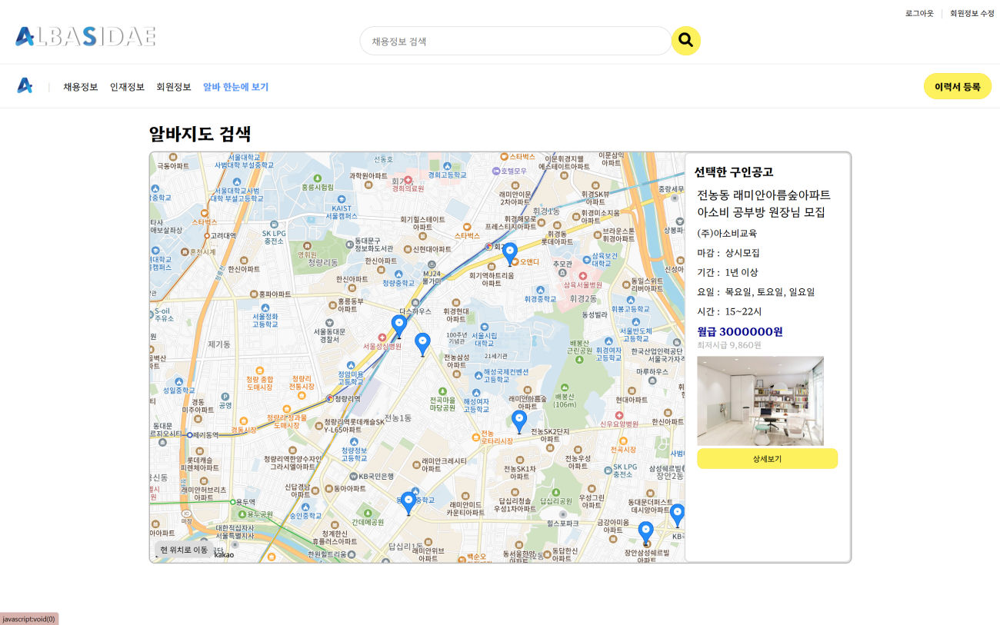 로그아웃
회원정보 수정
ALBASIDAE
채용정보 검색
채용정보
인재정보
회원정보
알바 한눈에 보기
이력서 등록
알바지도 검색
극동아파트
서울대학교
사범대학 부설중학교
선동호
스타벅스
호텔모우
이문휘경지웰
에스테이트아파트
이문삼익
아파트
중랑세무
과학원아파트
경희의료원
경희고등학교
홍릉시험림
서울대학교사범
대학 부설고등학교
KAIST
서울캠퍼스
래미안이문
2차아파트
휘경SK뷰
아파트
휘경1동
휘경미소지움
아파트
스타벅스
고려대역
SK LPG
충전소
회기힐스테이트
아파트
스타벅스
휘경해모로
프레스티지아파트
휘경동
롯데아파트
브라운스톤
휘경아파트
동대문구
정보화도서관
신현대아파트
앤회원
청량리동
한신아파트
한신아파트
한신아파트
MJ24
물가마
오앤디
회기역하트리움
아파트
추모관
삼육보건
대학교
삼육서울병원
동일스위트
리버아파트
청량중학교
홍파아파트
홍릉동부
아파트
휘경중학교
휘경2동
휘봉고등학교
S-oil
주유소
서울정화
고등학교
다스하우스
휘경현대
아파트
동성빌라
서울반도체
고등학교
제기동
서울동대문
경찰서
서울성심병원
100주년
기념관
서울시립
대학교
21세기관
배봉산
근린공원
휘경여자
고등학교
한국산업인력공단
서울국가자격
전농삼성
아파트
정암미용
고등학교
해성국제컨벤션
고등학교
마루하우스
성일중학교
청량 종합
도매시장
청량리
전통시장
청량리역
공영
경동
미주아파트
전곡마을
마당공원
해성여자
고등학교
래미안아름숲
아파트
배봉산
(106m)
현대아파트
청량리청과물
도매시장
경동시장
전농1동
청량리역롯데캐슬SK
-L65아파트
신우요양병원
한신아파트
동대문
제기동역
전농
로타리시장
전농SK2단지
아파트
전곡시장
청량정보
고등학교
롯데캐슬
피렌체아파트
청량리역한양수자인
그라시엘아파트
래미안크레시티
아파트
전농SK1차
아파트
전농우성
아파트
SK LPG
충전소
장안2동
KB국민은행
래미안허브리츠
아파트
신답경남
아파트
동아아파트
답십리청솔
우성1차아파트
답십리공원
우성그린
아파트
동대문더퍼스트
데시앙아파트
용두역
용두공원
숭인중학교
간데메공원
래미안미드
카운티아파트
힐스포파크
금강아미움
아파트
마장
대한적십자사
서울특별지사
청계한신
휴플러스아파트
답십리1동
래미안위브
아파트
장안삼성쉐르빌
아파트
한원힐트리움
백순오
동서울한양
아파트
동답한신
아파트
현 위치로 이동
kakao
선택한 구인공고
전농동 래미안아름숲아파트
아소비 공부방 원장님 모집
(주)아소비교육
마감 : 상시모집
기간 : 1년 이상
요일 : 목요일, 토요일, 일요일
시간 : 15~22시
월급 3000000원
최저시급 9,860원
상세보기
javascript:void(0)